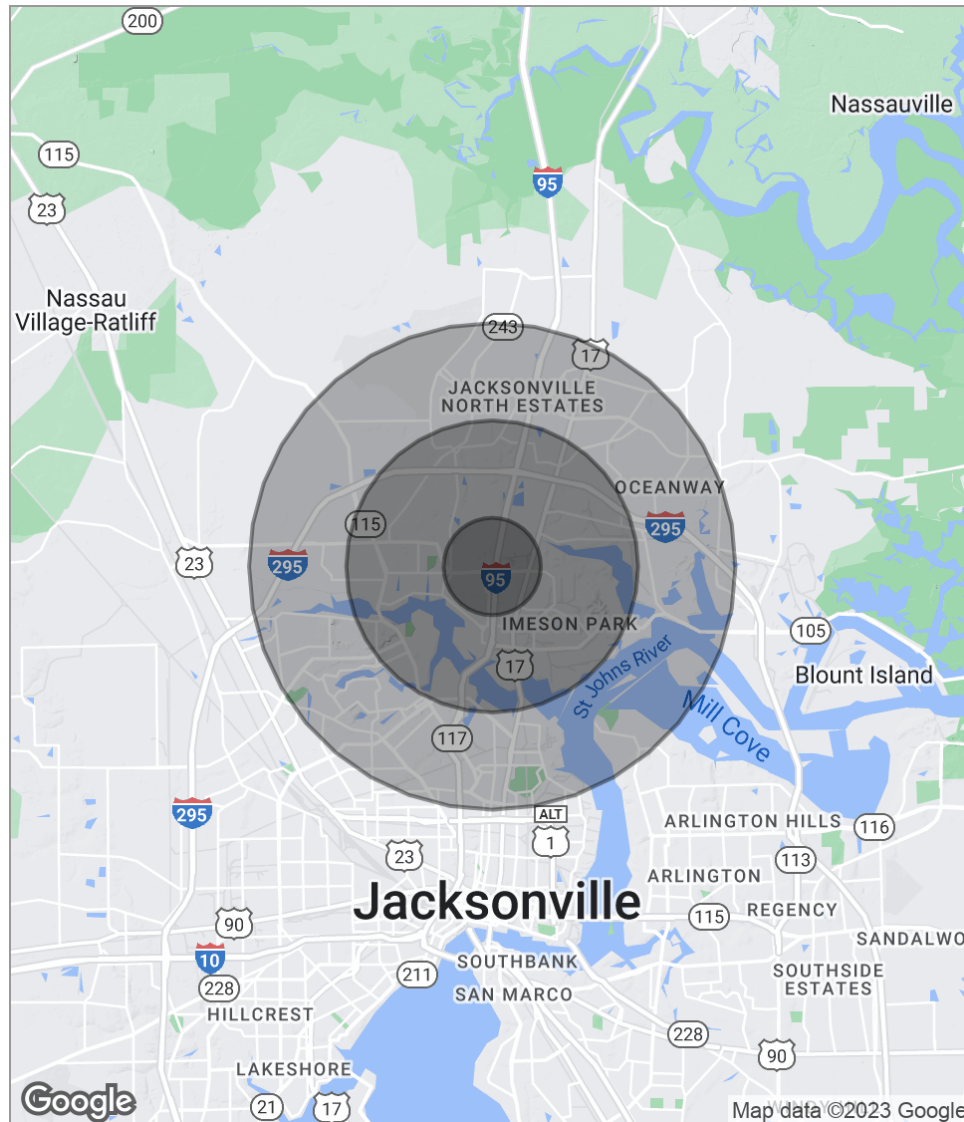 200
Nassauville
115
95
23
Nassau
Village-Ratliff
243
17
JACKSONVILLE
NORTH ESTATES
OCEANWAY
115
295
23
295
95
IMESON PARK
105
17
St Johns River
Blount Island
Mill Cove
117
295
ALT
1
ARLINGTON HILLS
116
23
113
ARLINGTON
Jacksonville
115
REGENCY
90
SANDALWO
10
SOUTHBANK
211
228
SAN MARCO
SOUTHSIDE
ESTATES
HILLCREST
228
90
LAKESHORE
21
17
Google
Map data ©2023 Google